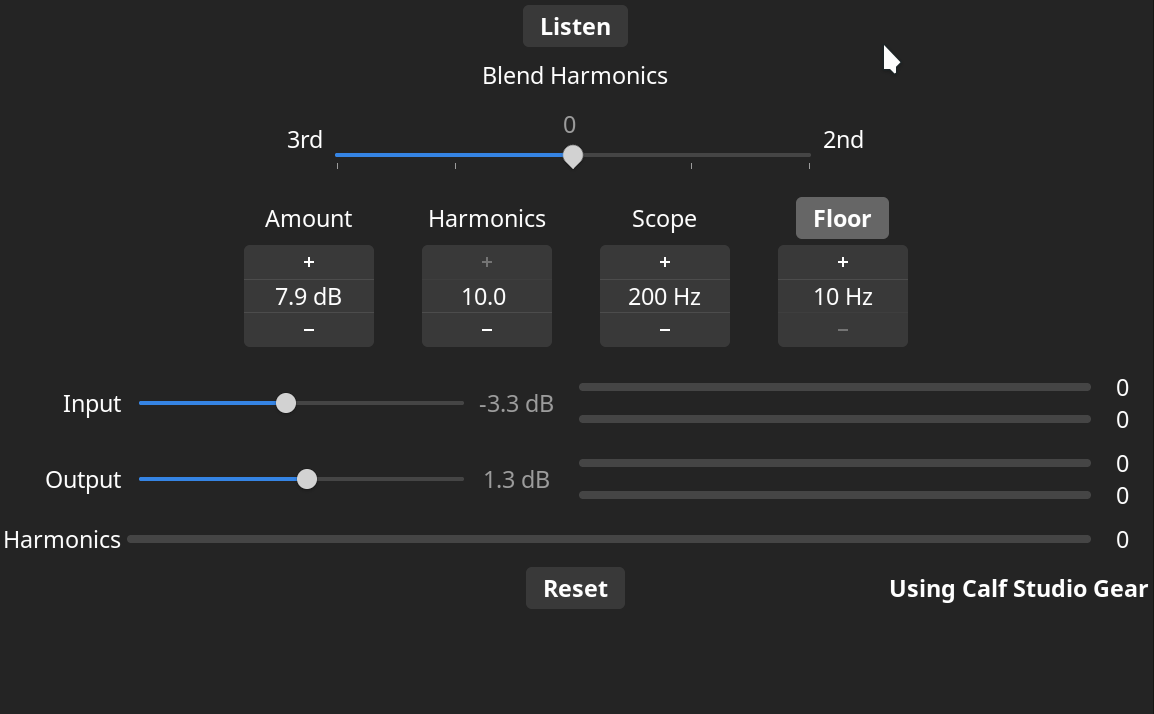 Listen
Blend Harmonics
0
3rd
2nd
Amount Harmonics Scope Floor
+ + + +
7.9 dB 10.0 200 Hz 10 Hz
− − − −
0
Input -3.3 dB
0
0
Output 1.3 dB
0
Harmonics 0
Reset Using Calf Studio Gear